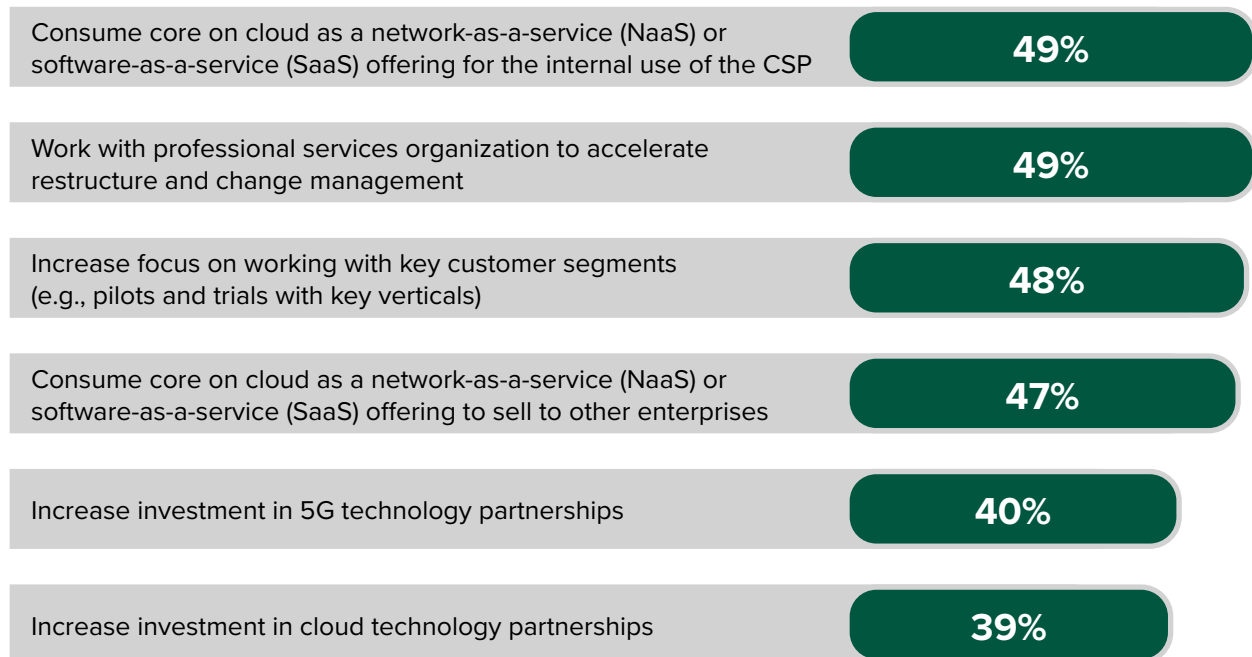 Consume core on cloud as a network-as-a-service (NaaS) or
software-as-a-service (SaaS) offering for the internal use of the CSP
49%
Work with professional services organization to accelerate
restructure and change management
49%
Increase focus on working with key customer segments
(e.g., pilots and trials with key verticals)
48%
Consume core on cloud as a network-as-a-service (NaaS) or
software-as-a-service (SaaS) offering to sell to other enterprises
47%
Increase investment in 5G technology partnerships
40%
Increase investment in cloud technology partnerships
39%